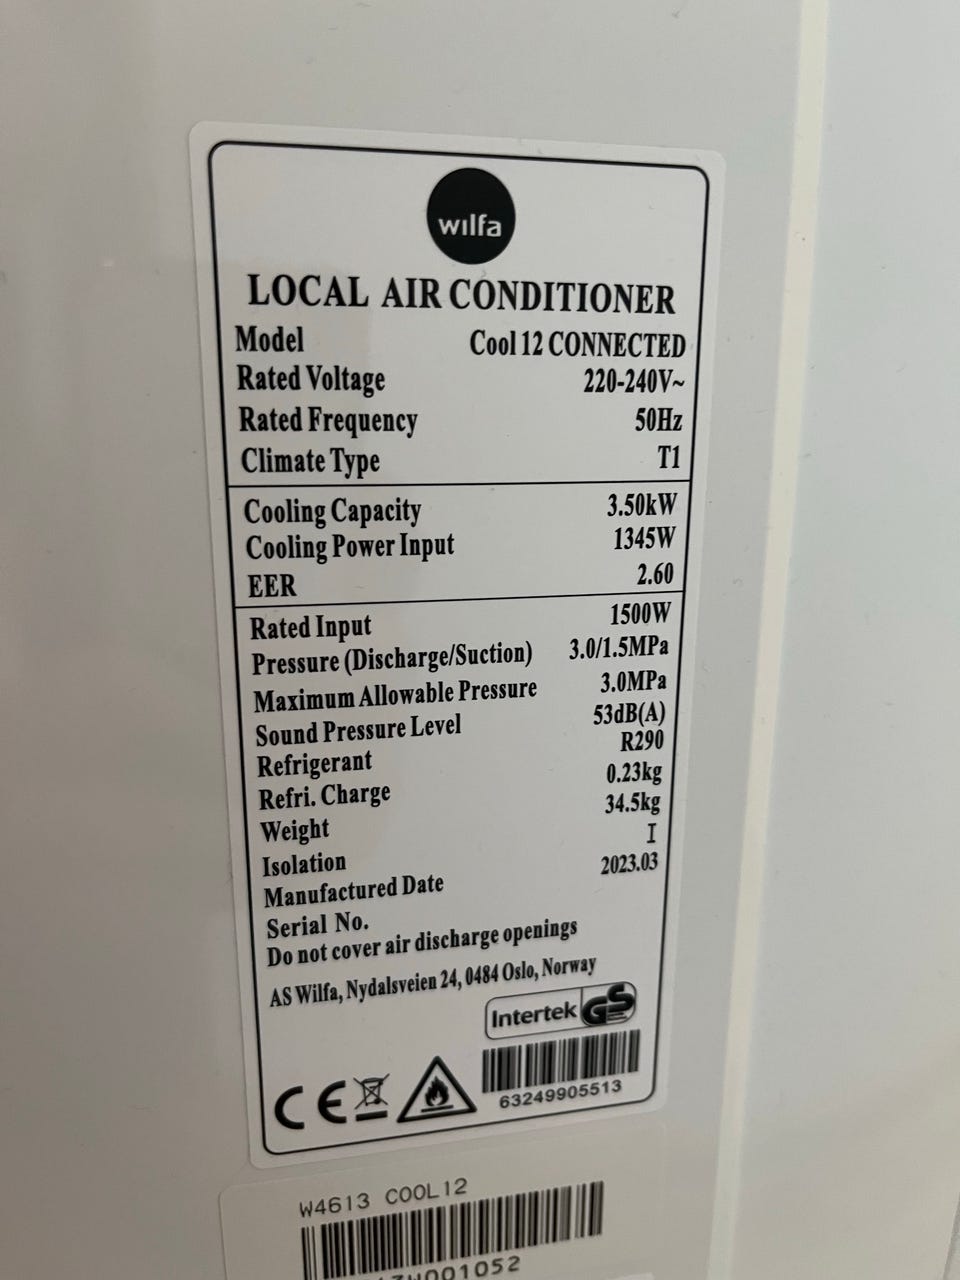 wilfa
LOCAL AIR CONDITIONER
Model Cool 12 CONNECTED
Rated Voltage 220-240V~
Rated Frequency 50Hz
Climate Type T1
Cooling Capacity 3.50kW
Cooling Power Input 1345W
EER 2.60
Rated Input 1500W
Pressure (Discharge/Suction) 3.0/1.5MPa
Maximum Allowable Pressure 3.0MPa
Sound Pressure Level 53dB(A)
Refrigerant R290
Refri. Charge 0.23kg
Weight 34.5kg
Isolation I
Manufactured Date 2023.03
Serial No.
Do not cover air discharge openings
AS Wilfa, Nydalsveien 24, 0484 Oslo, Norway
Intertek GS
CE
63249905513
W4613 COOL12